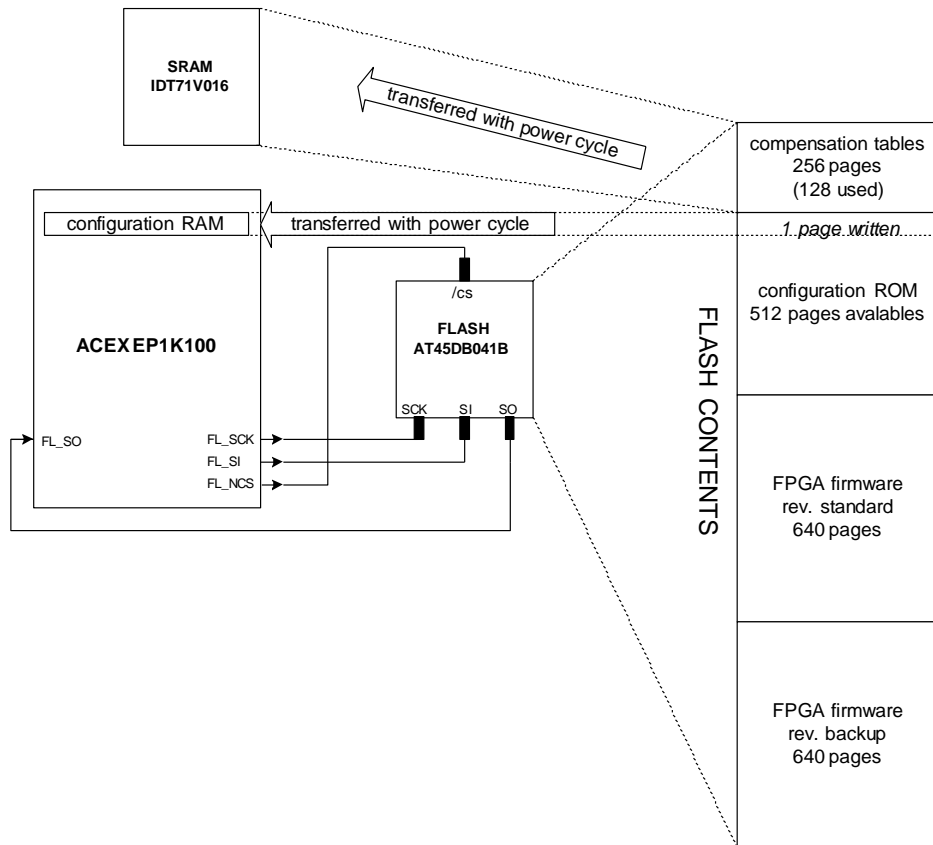 SRAM
IDT71V016
transferred with power cycle
compensation tables
256 pages
(128 used)
configuration RAM
transferred with power cycle
1 page written
/cs
FLASH
AT45DB041B
configuration ROM
512 pages avalables
ACEX EP1K100
SCK SI SO
FLASH CONTENTS
FL_SO
FL_SCK
FL_SI
FL_NCS
FPGA firmware
rev. standard
640 pages
FPGA firmware
rev. backup
640 pages